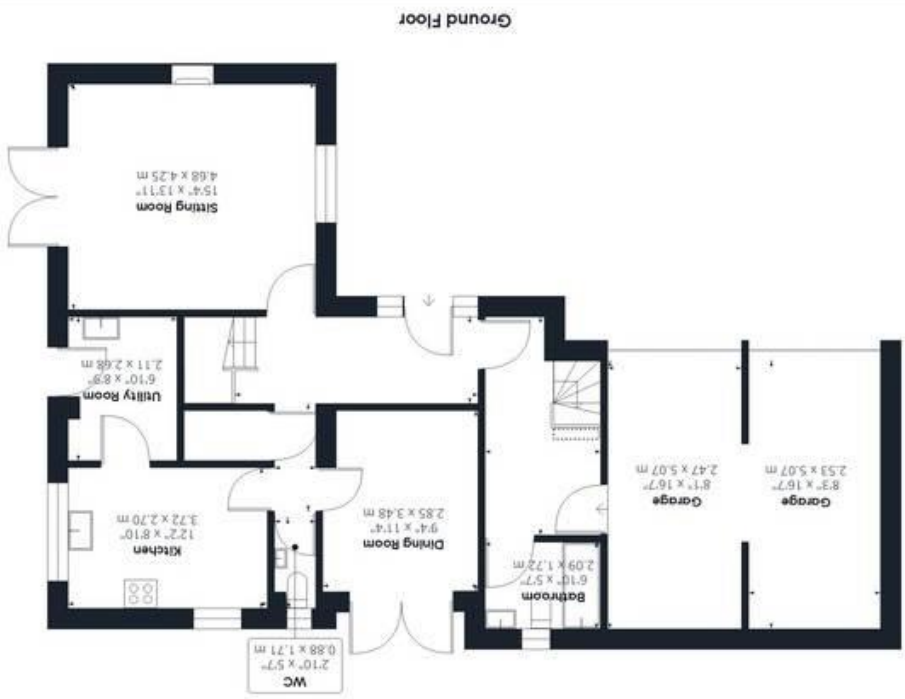 WC
2'10" x 5'7"
0.88 x 1.71 m
Bathroom
6'10" x 5'7"
2.09 x 1.72 m
Kitchen
12'2" x 8'10"
3.72 x 2.70 m
Dining Room
9'4" x 11'4"
2.85 x 3.48 m
Garage
8'3" x 16'7"
2.53 x 5.07 m
Garage
8'1" x 16'7"
2.47 x 5.07 m
Utility Room
6'10" x 8'9"
2.11 x 2.68 m
Sitting Room
15'4" x 13'11"
4.68 x 4.25 m
Ground Floor